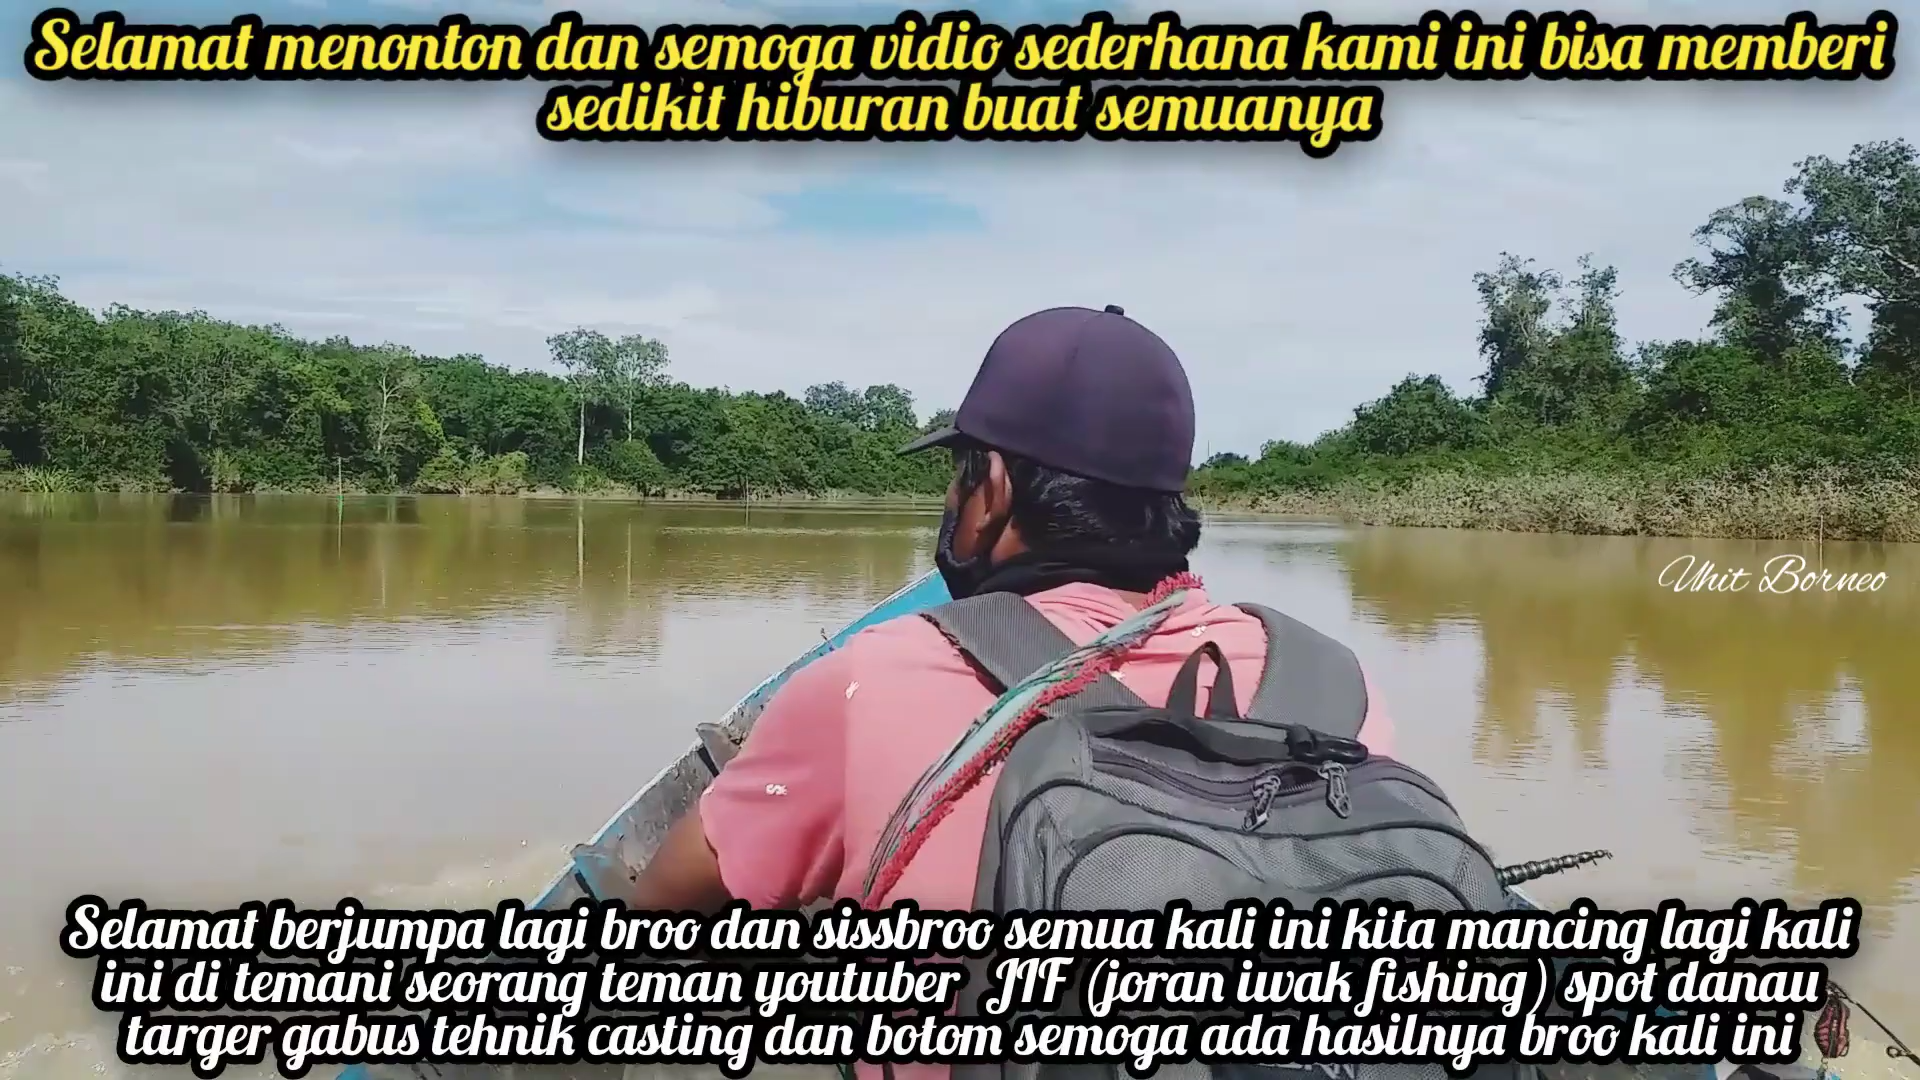 Selamat menonton dan semoga vidio sederhana kami ini bisa memberi
sedikit hiburan buat semuanya
Uhit Borneo
Selamat berjumpa lagi broo dan sissbroo semua kali ini kita mancing lagi kali
ini di temani seorang teman youtuber JIF (joran iwak fishing) spot danau
targer gabus tehnik casting dan botom semoga ada hasilnya broo kali ini